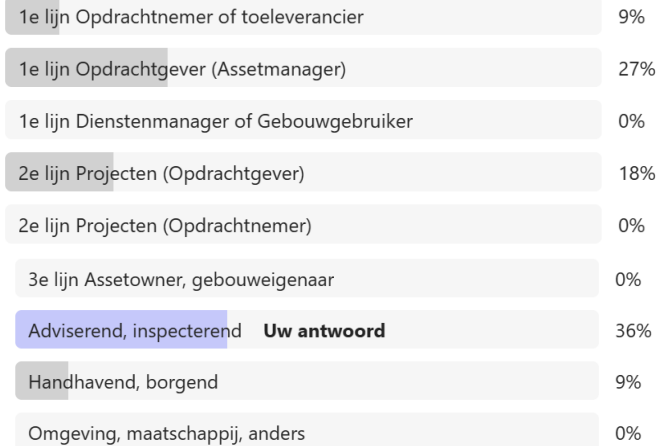 1e lijn Opdrachtnemer of toeleverancier 9%
1e lijn Opdrachtgever (Assetmanager) 27%
1e lijn Dienstenmanager of Gebouwgebruiker 0%
2e lijn Projecten (Opdrachtgever) 18%
2e lijn Projecten (Opdrachtnemer) 0%
3e lijn Assetowner, gebouweigenaar 0%
Adviserend, inspecterend Uw antwoord 36%
Handhavend, borgend 9%
Omgeving, maatschappij, anders 0%